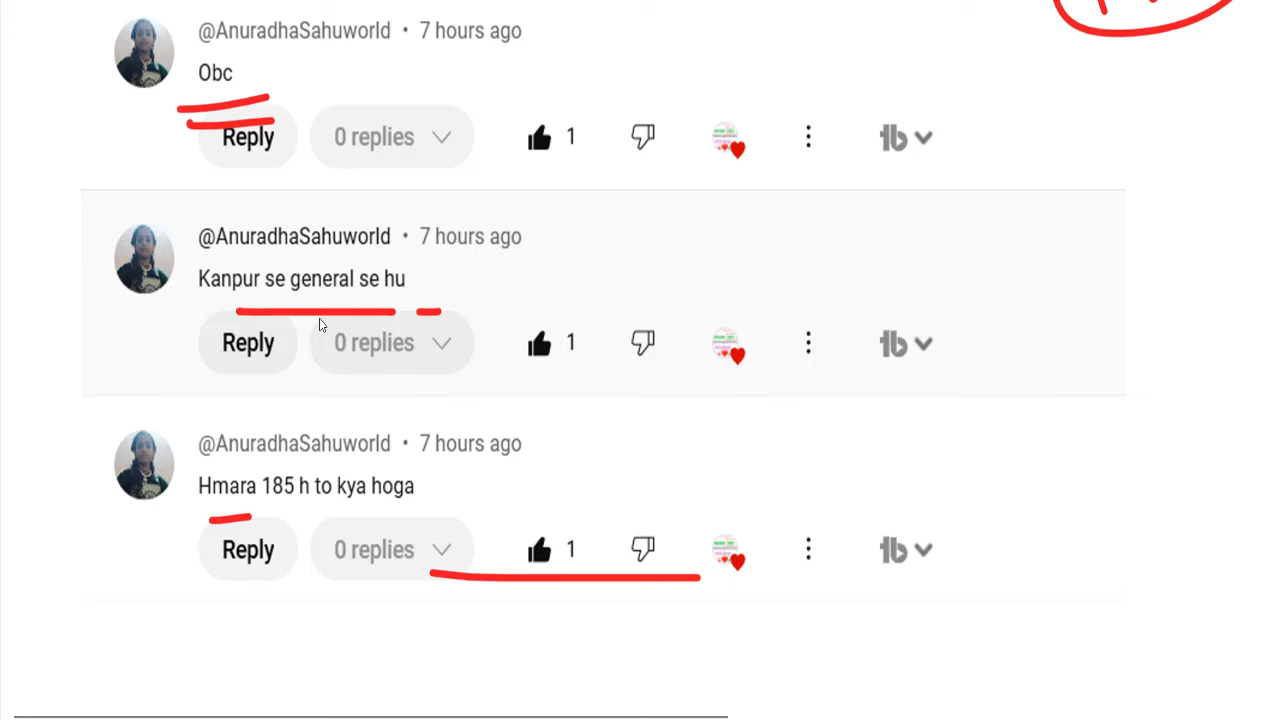 @AnuradhaSahuworld • 7 hours ago
Obc
Reply 0 replies 1
@AnuradhaSahuworld • 7 hours ago
Kanpur se general se hu
Reply 0 replies 1
@AnuradhaSahuworld • 7 hours ago
Hmara 185 h to kya hoga
Reply 0 replies 1